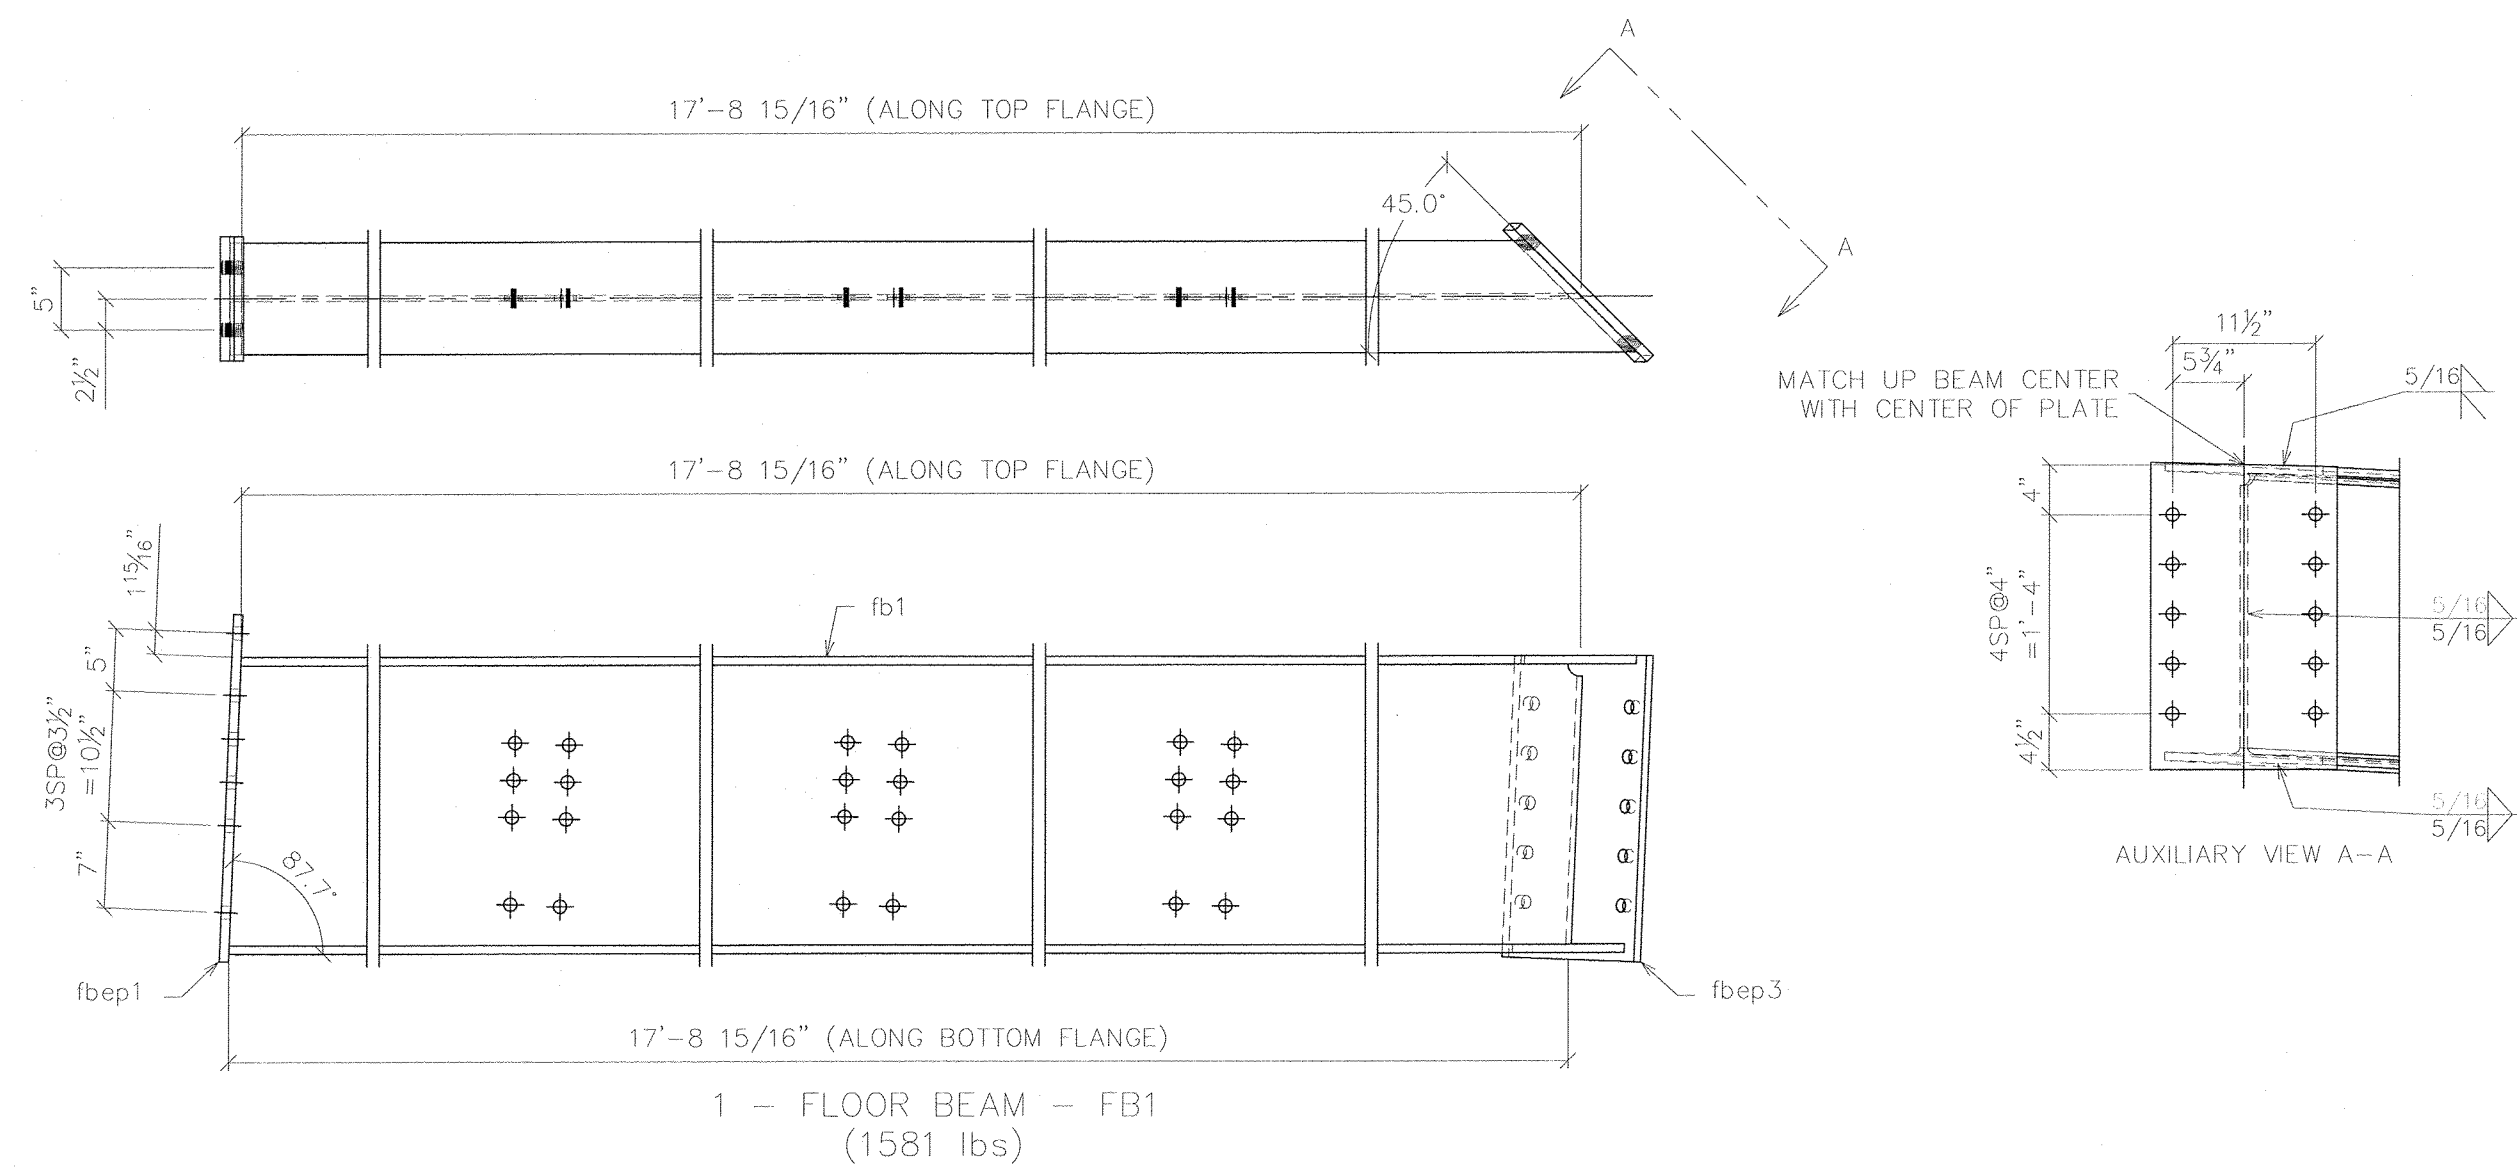 A
17'-8 15/16" (ALONG TOP FLANGE)
45.0°
A
5"
2½"
11½"
5¾"
MATCH UP BEAM CENTER
WITH CENTER OF PLATE
5/16
17'-8 15/16" (ALONG TOP FLANGE)
4"
1 15/16"
fb1
4SP@4"
=1'-4"
5/16
5/16
5"
3SP@3½"
=10½"
4½"
5/16
5/16
7"
87.7°
AUXILIARY VIEW A-A
fbep1
fbep3
17'-8 15/16" (ALONG BOTTOM FLANGE)
1 - FLOOR BEAM - FB1
(1581 lbs)